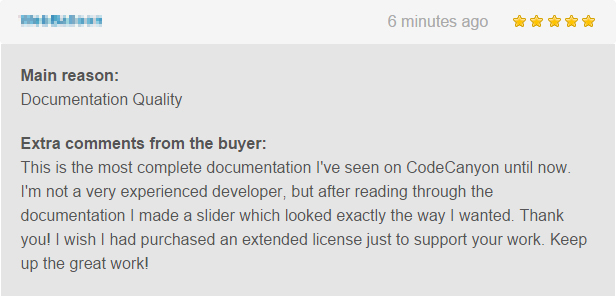 6 minutes ago
Main reason:
Documentation Quality
Extra comments from the buyer:
This is the most complete documentation I've seen on CodeCanyon until now.
I'm not a very experienced developer, but after reading through the
documentation I made a slider which looked exactly the way I wanted. Thank
you! I wish I had purchased an extended license just to support your work. Keep
up the great work!